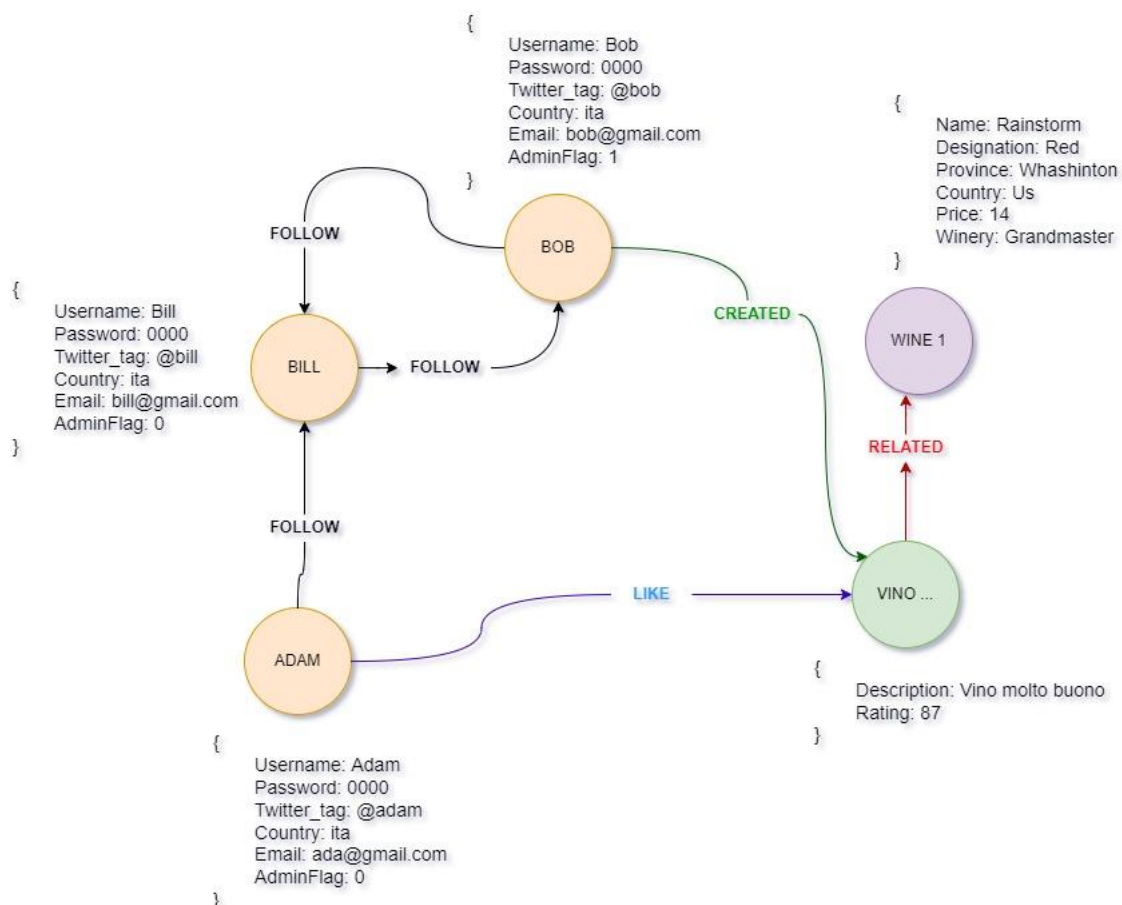 {
Username: Bob
Password: 0000
Twitter_tag: @bob
Country: ita
Email: bob@gmail.com
AdminFlag: 1
}
{
Name: Rainstorm
Designation: Red
Province: Whashinton
Country: Us
Price: 14
Winery: Grandmaster
}
FOLLOW
BOB
CREATED
WINE 1
{
Username: Bill
Password: 0000
Twitter_tag: @bill
Country: ita
Email: bill@gmail.com
AdminFlag: 0
}
BILL
FOLLOW
RELATED
FOLLOW
LIKE
VINO ...
ADAM
{
Description: Vino molto buono
Rating: 87
}
{
Username: Adam
Password: 0000
Twitter_tag: @adam
Country: ita
Email: ada@gmail.com
AdminFlag: 0
}